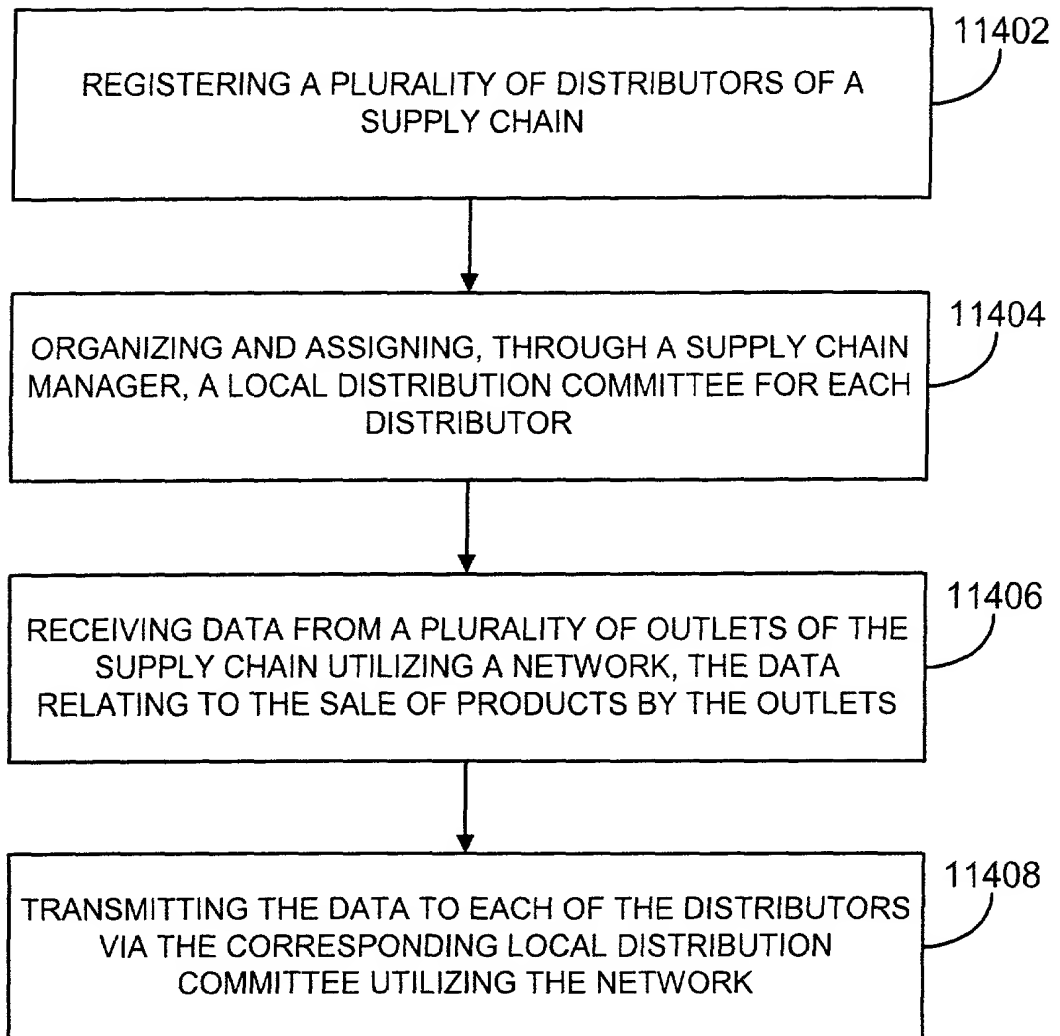 11402
REGISTERING A PLURALITY OF DISTRIBUTORS OF A
SUPPLY CHAIN
11404
ORGANIZING AND ASSIGNING, THROUGH A SUPPLY CHAIN
MANAGER, A LOCAL DISTRIBUTION COMMITTEE FOR EACH
DISTRIBUTOR
11406
RECEIVING DATA FROM A PLURALITY OF OUTLETS OF THE
SUPPLY CHAIN UTILIZING A NETWORK, THE DATA
RELATING TO THE SALE OF PRODUCTS BY THE OUTLETS
11408
TRANSMITTING THE DATA TO EACH OF THE DISTRIBUTORS
VIA THE CORRESPONDING LOCAL DISTRIBUTION
COMMITTEE UTILIZING THE NETWORK